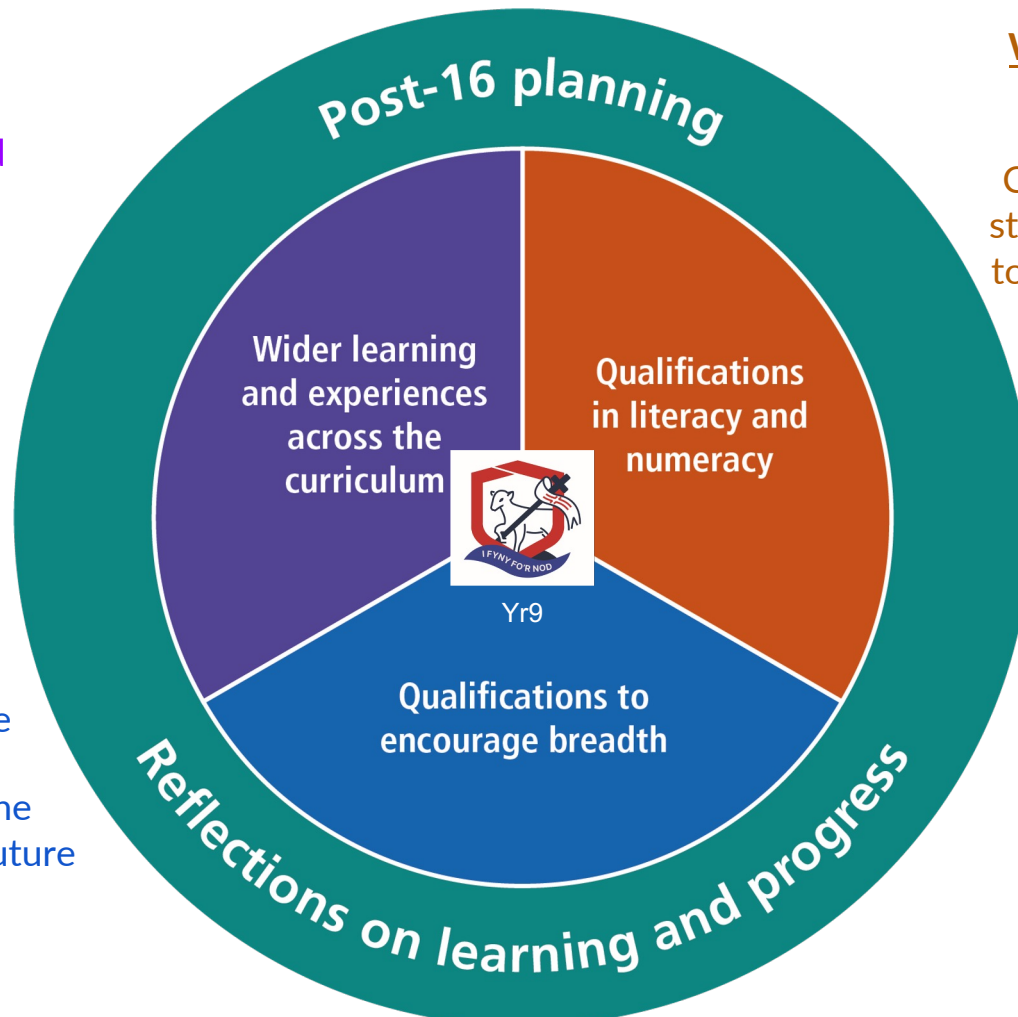 Post-16 planning
Wider learning
and experiences
across the
curriculum
Qualifications
in literacy and
numeracy
I FYNY FO'R NOD
Yr9
Qualifications to
encourage breadth
Reflections on learning and progress